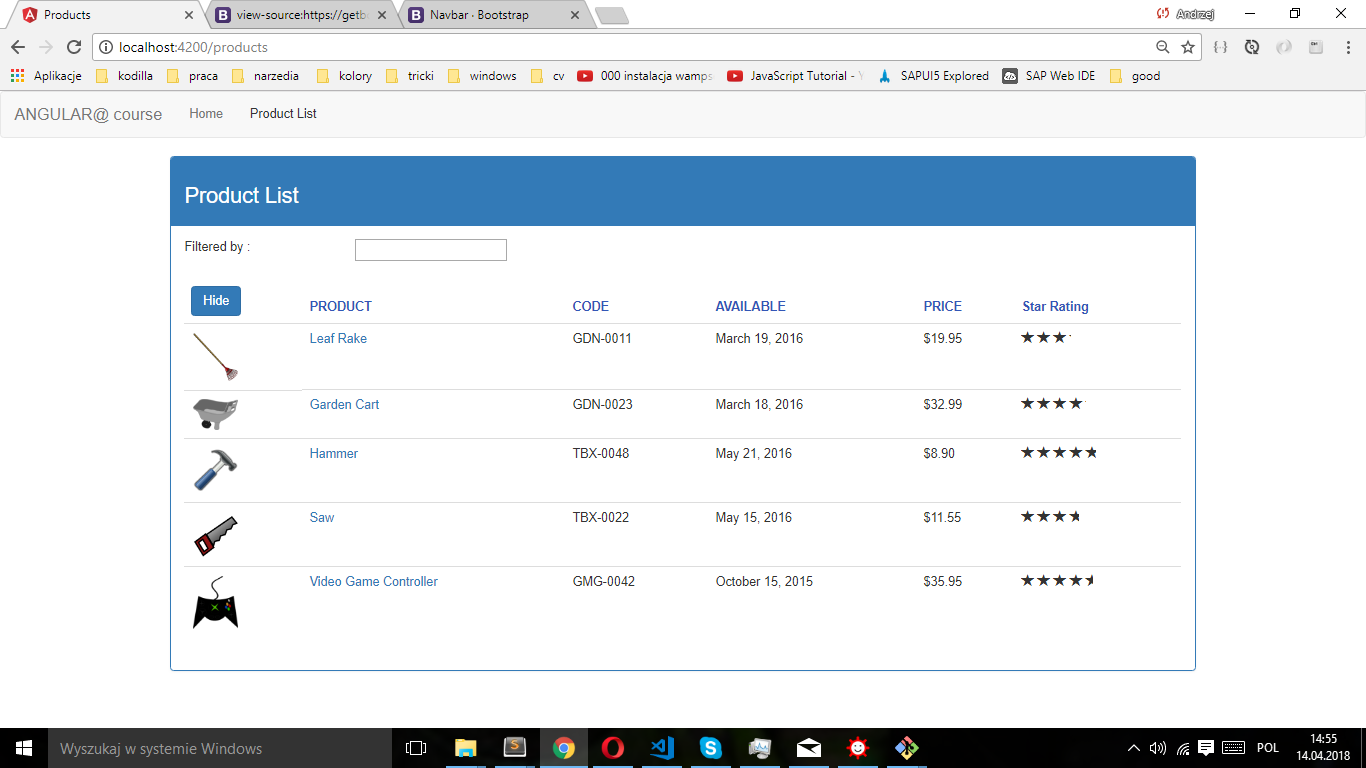 Products
view-source:https://getb
Navbar · Bootstrap
Andrzej
localhost:4200/products
Aplikacje
kodilla
praca
narzedia
kolory
tricki
windows
cv
000 instalacja wamps
JavaScript Tutorial -
SAPUI5 Explored
SAP Web IDE
good
ANGULAR@ course
Home
Product List
Product List
Filtered by :
Hide PRODUCT CODE AVAILABLE PRICE Star Rating
Leaf Rake GDN-0011 March 19, 2016 $19.95
Garden Cart GDN-0023 March 18, 2016 $32.99
Hammer TBX-0048 May 21, 2016 $8.90
Saw TBX-0022 May 15, 2016 $11.55
Video Game Controller GMG-0042 October 15, 2015 $35.95
Wyszukaj w systemie Windows
POL
14:55
14.04.2018